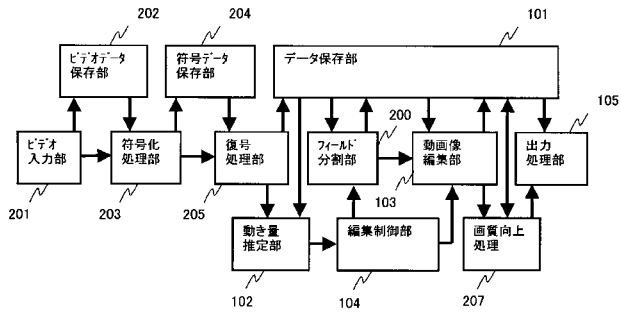 202
204
101
ビデオデータ
保存部
符号データ
保存部
データ保存部
200
105
ビデオ
入力部
符号化
処理部
復号
処理部
フィールド
分割部
動画像
編集部
出力
処理部
201
203
205
103
動き量
推定部
編集制御部
画質向上
処理
102
104
207